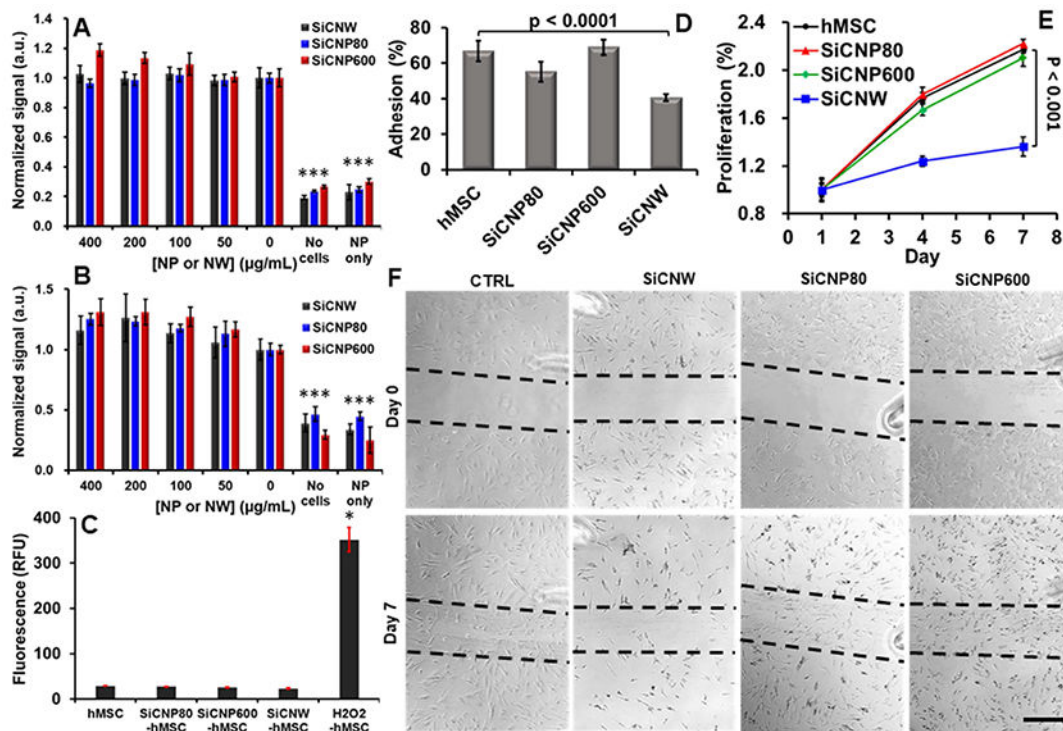 A
Normalized signal (a.u.)
1.4
1.2
1.0
0.8
0.6
0.4
0.2
0.0
SiCNW
SiCNP80
SiCNP600
***
***
400
200
100
50
0
No cells
NP only
[NP or NW] (µg/mL)
B
Normalized signal (a.u.)
1.5
1.0
0.5
0.0
SiCNW
SiCNP80
SiCNP600
***
***
400
200
100
50
0
No cells
NP only
[NP or NW] (µg/mL)
C
Fluorescence (RFU)
400
300
200
100
0
*
hMSC
SiCNP80 -hMSC
SiCNP600 -hMSC
SiCNW -hMSC
H2O2 -hMSC
D
p < 0.0001
Adhesion (%)
100
80
60
40
20
0
hMSC
SiCNP80
SiCNP600
SiCNW
E
Proliferation (%)
2.4
2.0
1.6
1.2
0.8
hMSC
SiCNP80
SiCNP600
SiCNW
P < 0.001
0 1 2 3 4 5 6 7 8
Day
F
CTRL
SiCNW
SiCNP80
SiCNP600
Day 0
Day 7